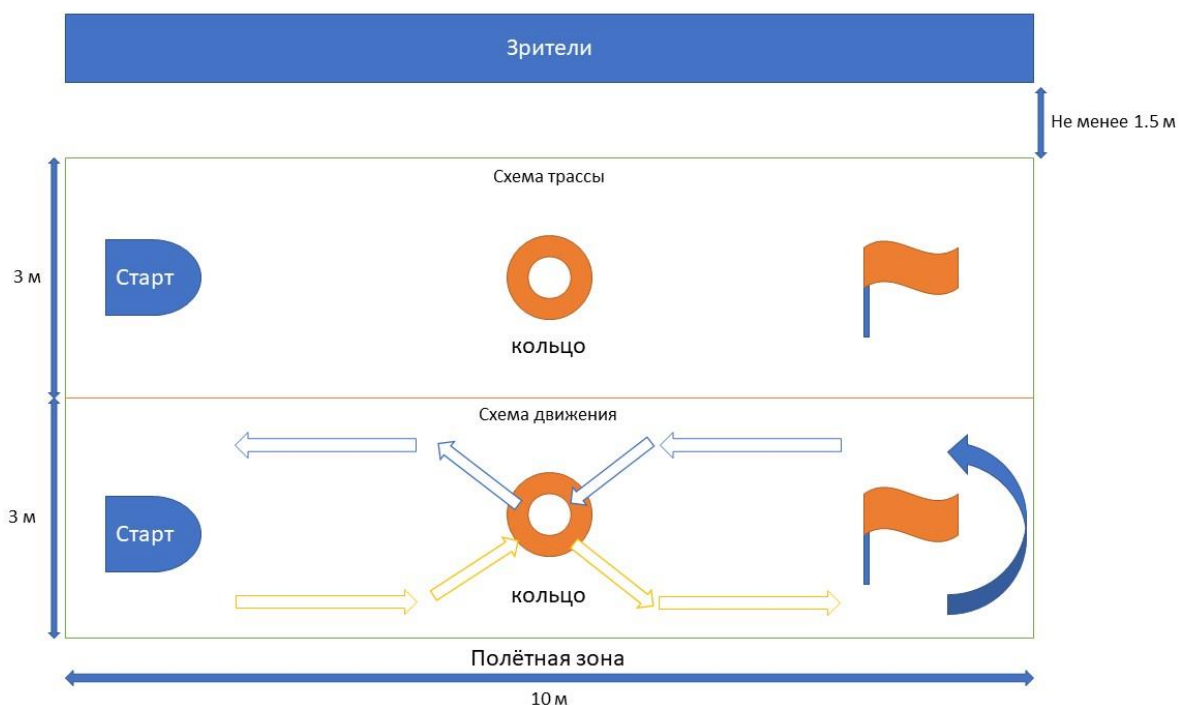 Зрители
Не менее 1.5 м
Схема трассы
3 м
Старт
кольцо
Схема движения
3 м
Старт
кольцо
Полётная зона
10 м